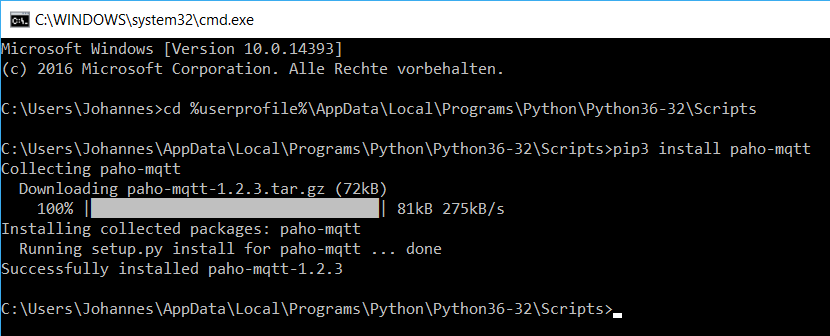 C:\WINDOWS\system32\cmd.exe
Microsoft Windows [Version 10.0.14393]
(c) 2016 Microsoft Corporation. Alle Rechte vorbehalten.
C:\Users\Johannes>cd %userprofile%\AppData\Local\Programs\Python\Python36-32\Scripts
C:\Users\Johannes\AppData\Local\Programs\Python\Python36-32\Scripts>pip3 install paho-mqtt
Collecting paho-mqtt
  Downloading paho-mqtt-1.2.3.tar.gz (72kB)
    100% |████████████████████████████████| 81kB 275kB/s
Installing collected packages: paho-mqtt
  Running setup.py install for paho-mqtt ... done
Successfully installed paho-mqtt-1.2.3
C:\Users\Johannes\AppData\Local\Programs\Python\Python36-32\Scripts>